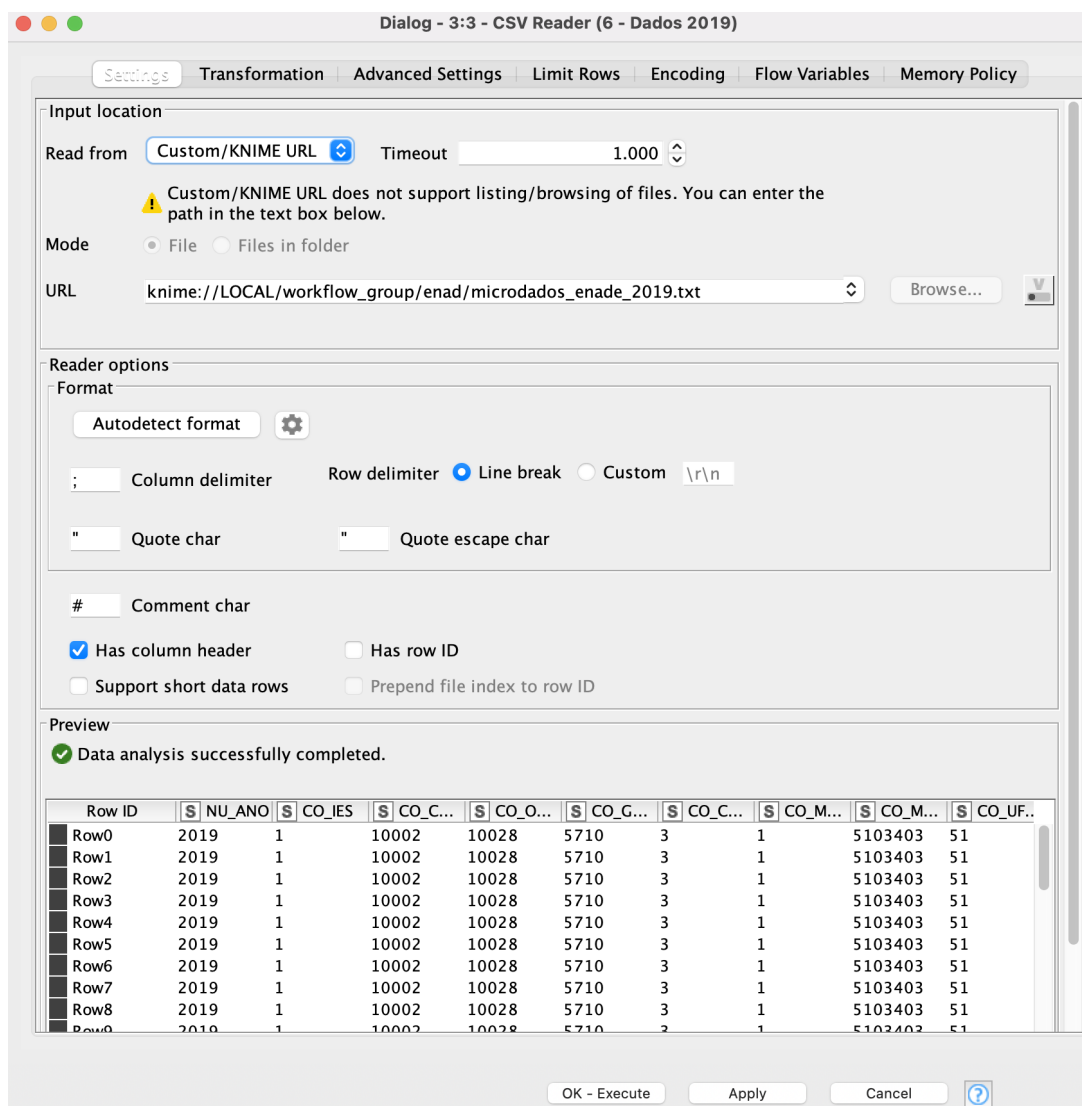 Dialog - 3:3 - CSV Reader (6 - Dados 2019)
Settings Transformation Advanced Settings Limit Rows Encoding Flow Variables Memory Policy
Input location
Read from Custom/KNIME URL Timeout 1.000
Custom/KNIME URL does not support listing/browsing of files. You can enter the
path in the text box below.
Mode File Files in folder
URL knime://LOCAL/workflow_group/enad/microdados_enade_2019.txt Browse... V
Reader options
Format
Autodetect format
; Column delimiter Row delimiter Line break Custom \r\n
" Quote char " Quote escape char
# Comment char
Has column header Has row ID
Support short data rows Prepend file index to row ID
Preview
Data analysis successfully completed.
Row ID S NU_ANO S CO_IES S CO_C... S CO_O... S CO_G... S CO_C... S CO_M... S CO_M... S CO_UF...
Row0 2019 1 10002 10028 5710 3 1 5103403 51
Row1 2019 1 10002 10028 5710 3 1 5103403 51
Row2 2019 1 10002 10028 5710 3 1 5103403 51
Row3 2019 1 10002 10028 5710 3 1 5103403 51
Row4 2019 1 10002 10028 5710 3 1 5103403 51
Row5 2019 1 10002 10028 5710 3 1 5103403 51
Row6 2019 1 10002 10028 5710 3 1 5103403 51
Row7 2019 1 10002 10028 5710 3 1 5103403 51
Row8 2019 1 10002 10028 5710 3 1 5103403 51
Row9 2019 1 10002 10028 5710 3 1 5103403 51
OK - Execute Apply Cancel ?